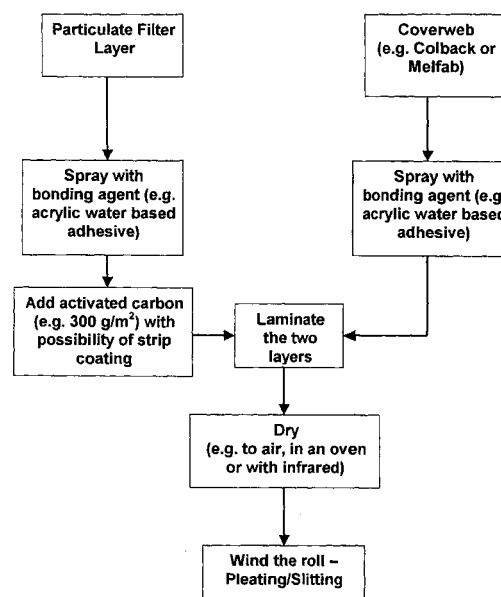 Particulate Filter
Layer
Coverweb
(e.g. Colback or
Melfab)
Spray with
bonding agent (e.g.
acrylic water based
adhesive)
Spray with
bonding agent (e.g.
acrylic water based
adhesive)
Add activated carbon
(e.g. 300 g/m²) with
possibility of strip
coating
Laminate
the two
layers
Dry
(e.g. to air, in an oven
or with infrared)
Wind the roll –
Pleating/Slitting